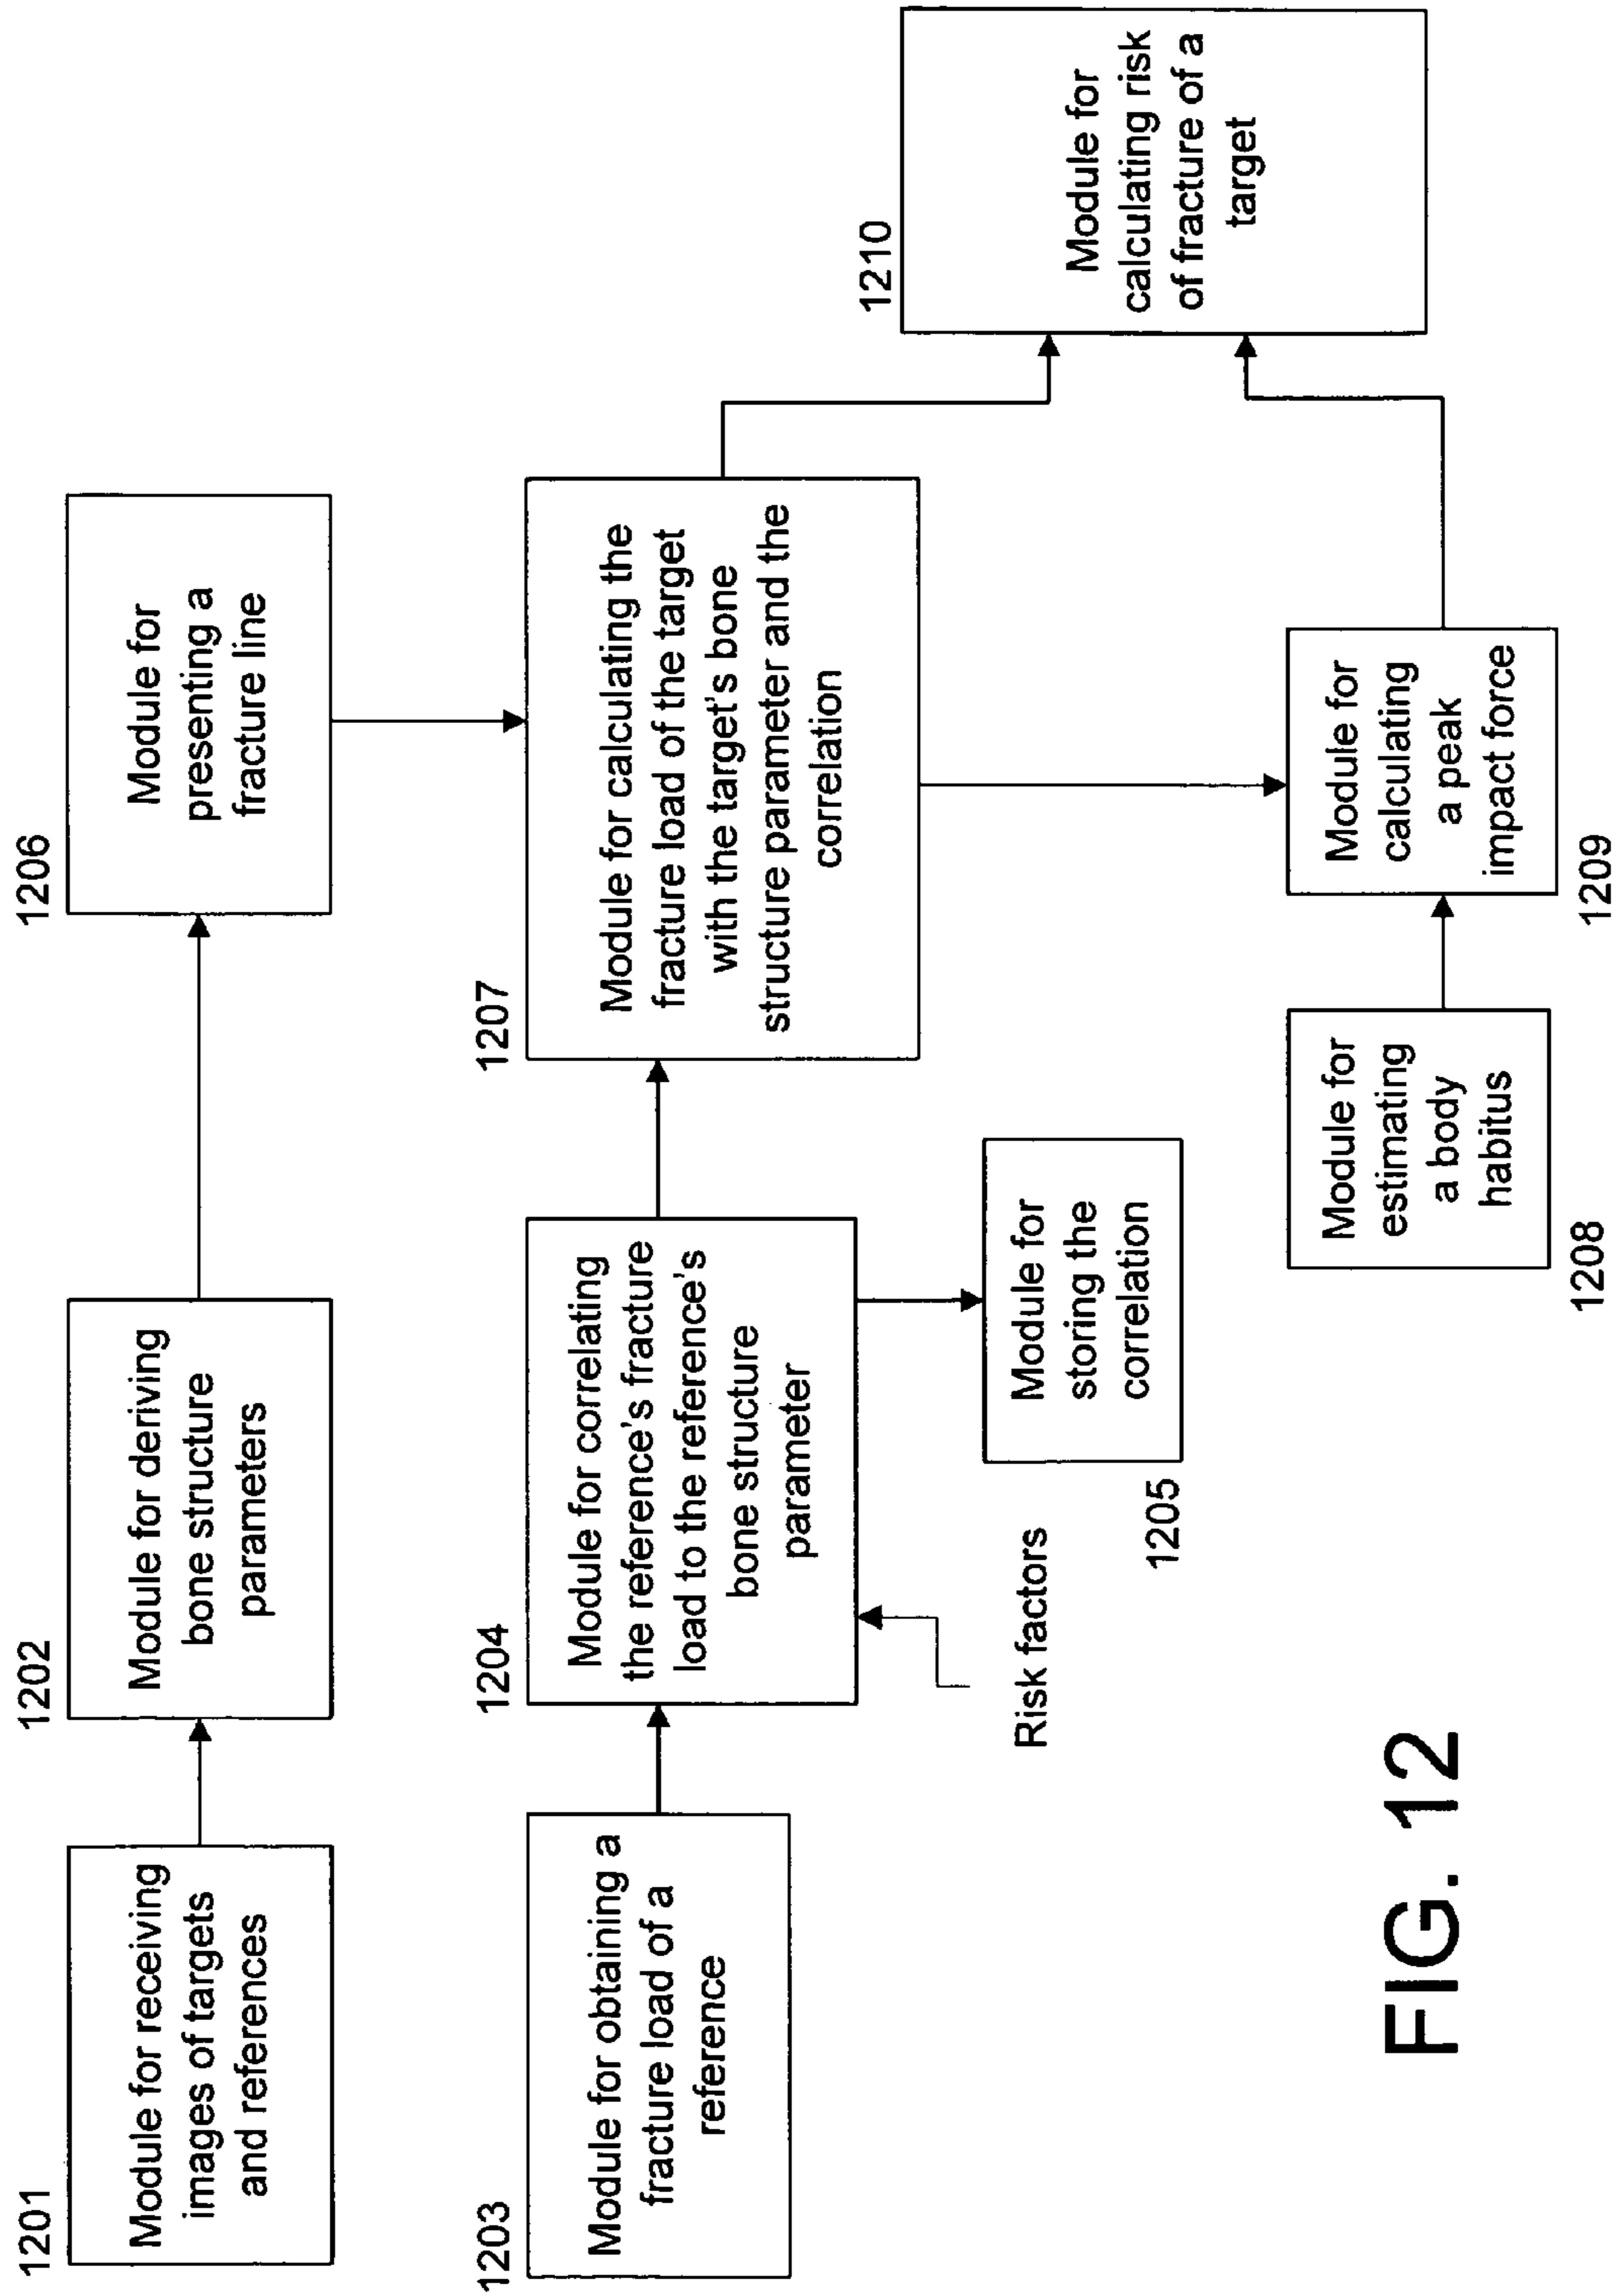 1201
Module for receiving
images of targets
and references
1202
Module for deriving
bone structure
parameters
1206
Module for
presenting a
fracture line
1203
Module for obtaining a
fracture load of a
reference
1204
Module for correlating
the reference's fracture
load to the reference's
bone structure
parameter
1207
Module for calculating the
fracture load of the target
with the target's bone
structure parameter and the
correlation
1210
Module for
calculating risk
of fracture of a
target
Risk factors
1205
Module for
storing the
correlation
1208
Module for
estimating
a body
habitus
1209
Module for
calculating
a peak
impact force
FIG. 12